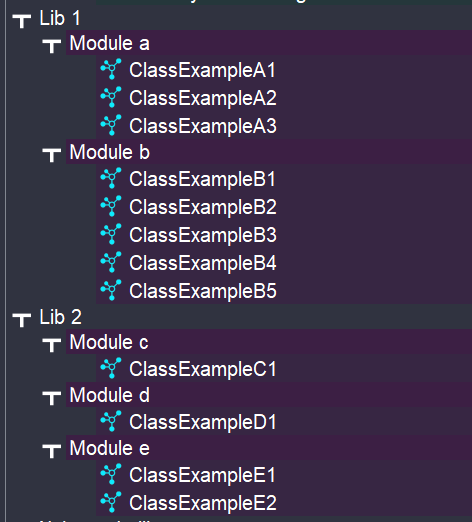 Lib 1
Module a
ClassExampleA1
ClassExampleA2
ClassExampleA3
Module b
ClassExampleB1
ClassExampleB2
ClassExampleB3
ClassExampleB4
ClassExampleB5
Lib 2
Module c
ClassExampleC1
Module d
ClassExampleD1
Module e
ClassExampleE1
ClassExampleE2